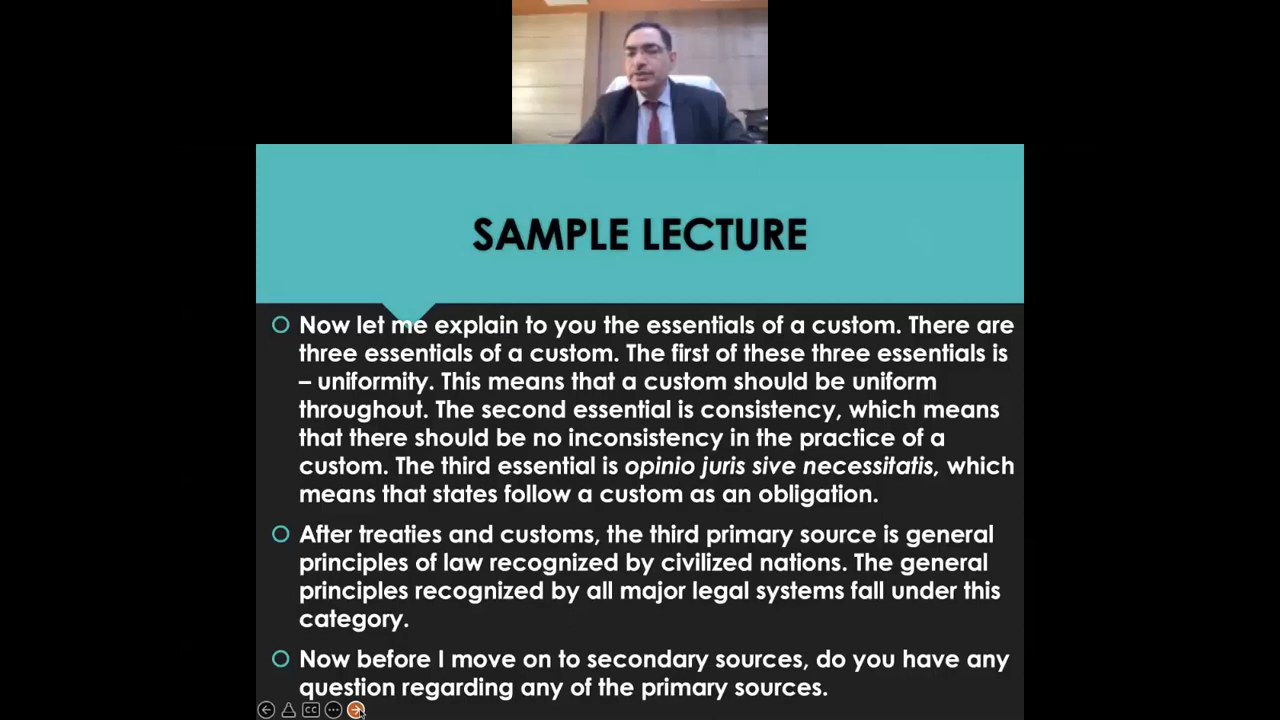 SAMPLE LECTURE
Now let me explain to you the essentials of a custom. There are
three essentials of a custom. The first of these three essentials is
– uniformity. This means that a custom should be uniform
throughout. The second essential is consistency, which means
that there should be no inconsistency in the practice of a
custom. The third essential is opinio juris sive necessitatis, which
means that states follow a custom as an obligation.
After treaties and customs, the third primary source is general
principles of law recognized by civilized nations. The general
principles recognized by all major legal systems fall under this
category.
Now before I move on to secondary sources, do you have any
question regarding any of the primary sources.
CC